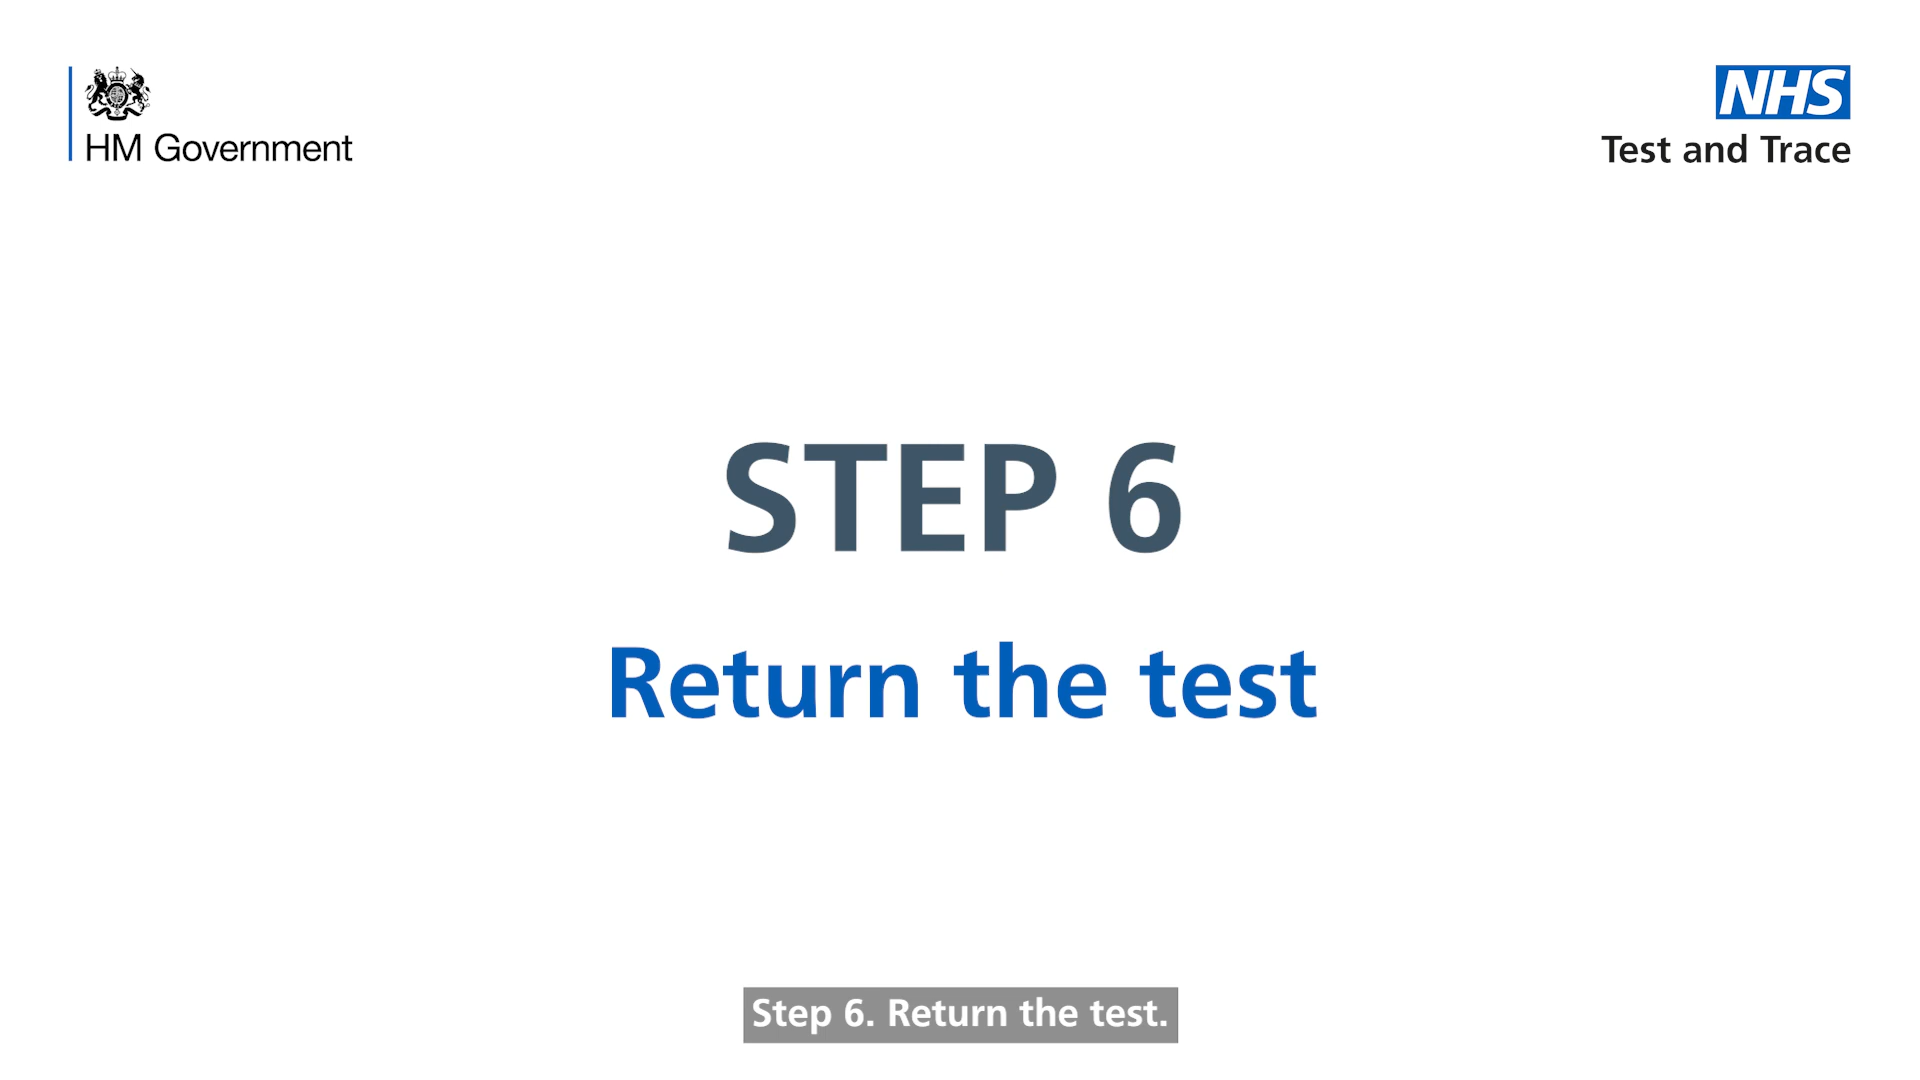 HM Government
NHS
Test and Trace
STEP 6
Return the test
Step 6. Return the test.